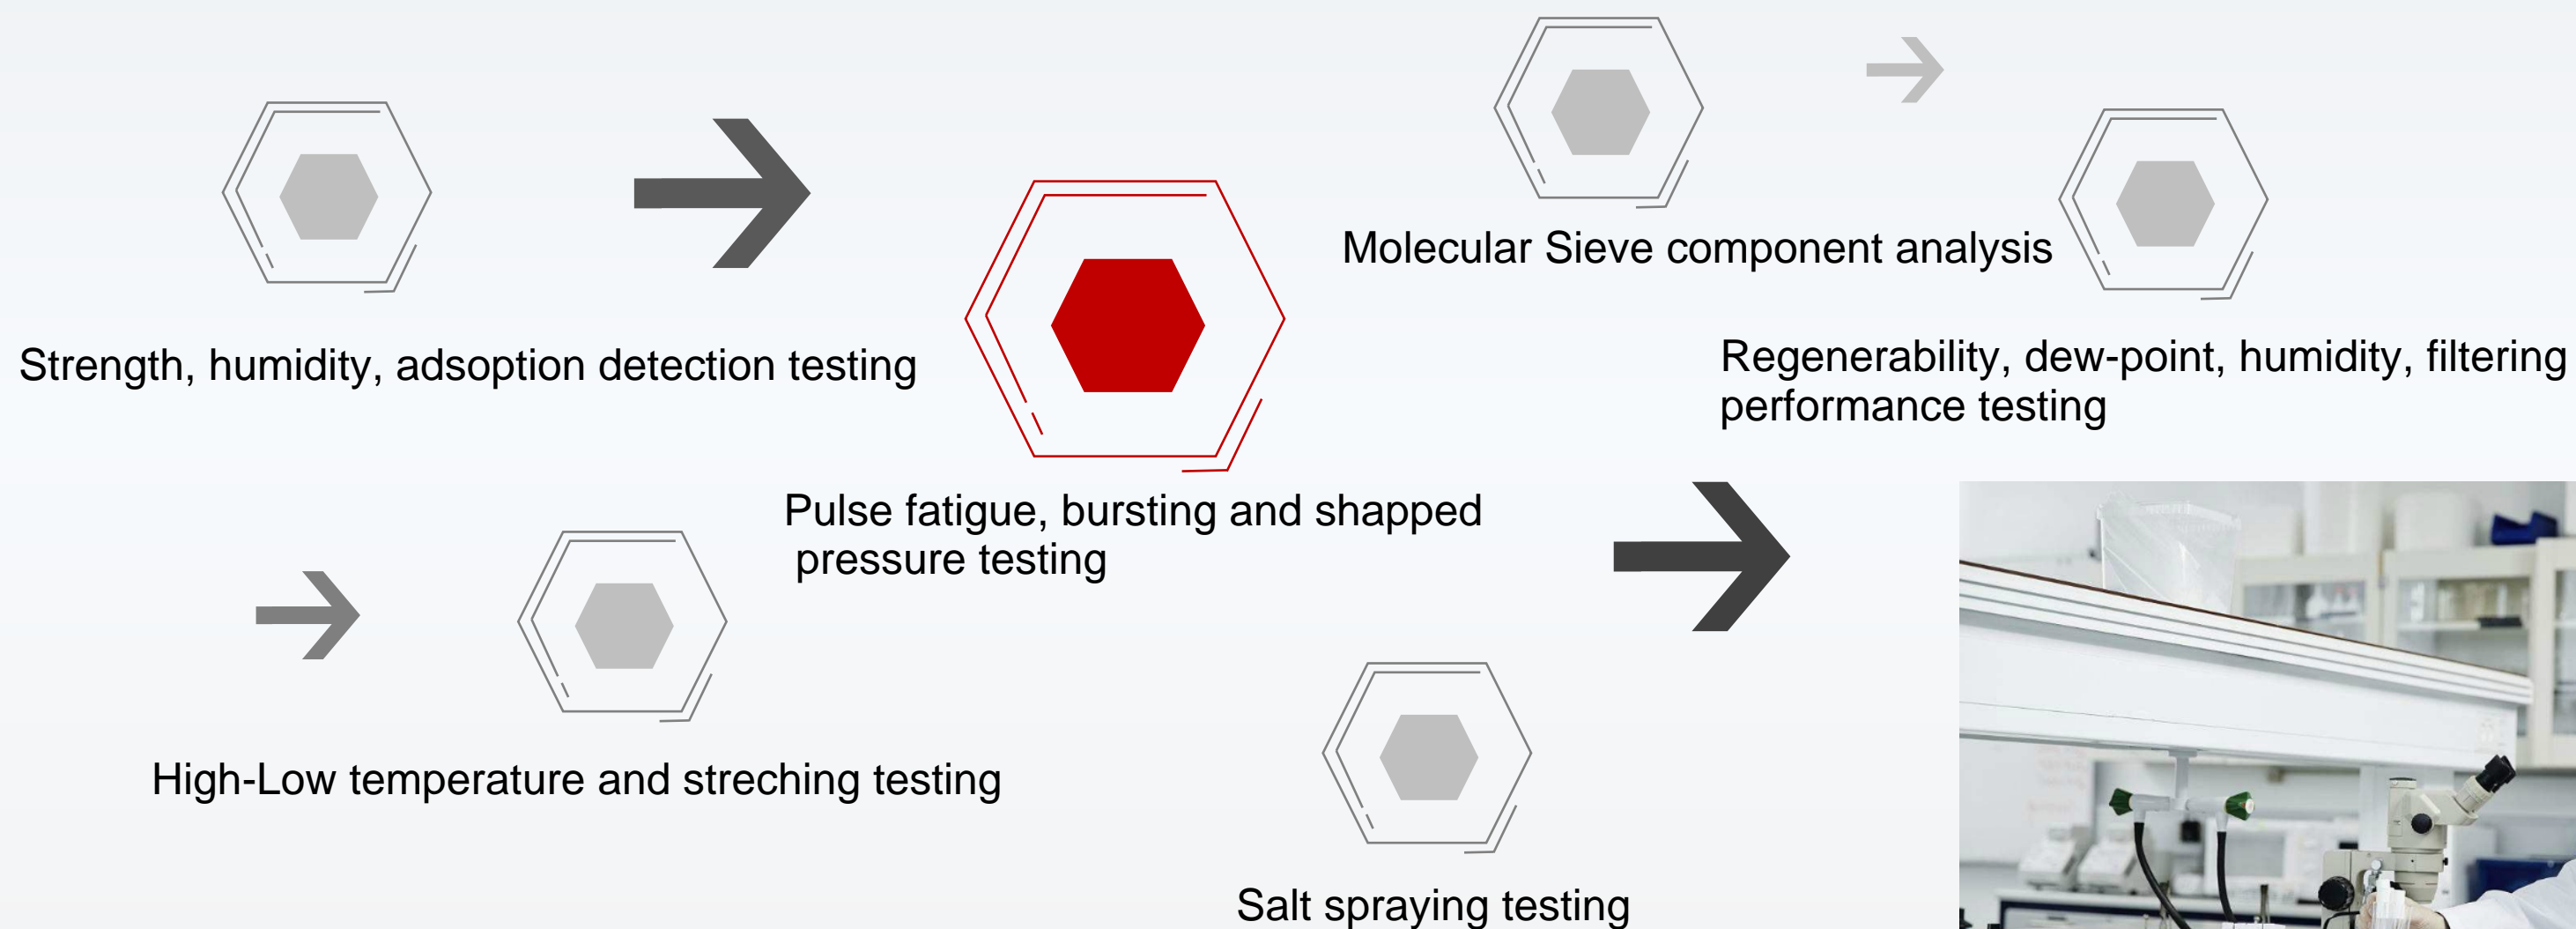 Molecular Sieve component analysis
Strength, humidity, adsoption detection testing
Regenerability, dew-point, humidity, filtering
performance testing
Pulse fatigue, bursting and shapped
pressure testing
High-Low temperature and streching testing
Salt spraying testing